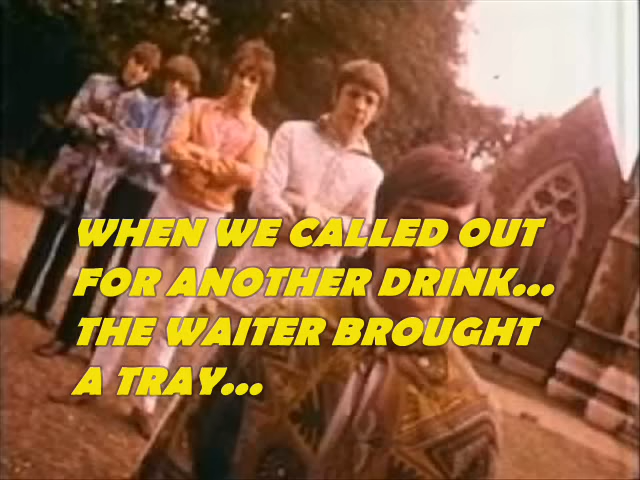 WHEN WE CALLED OUT
FOR ANOTHER DRINK...
THE WAITER BROUGHT
A TRAY...